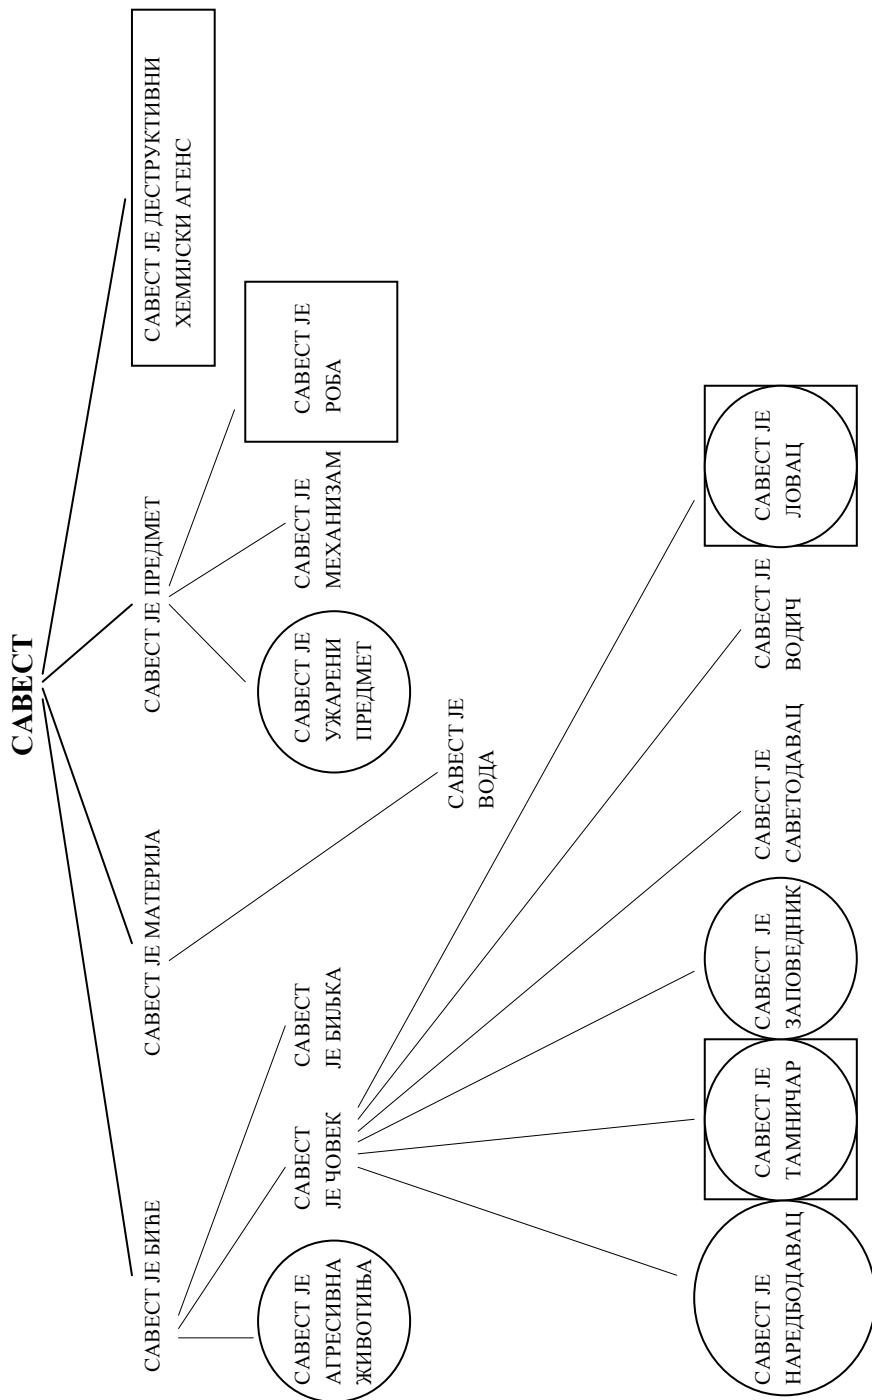 САВЕСТ
САВЕСТ ЈЕ БИЋЕ
САВЕСТ ЈЕ МАТЕРИЈА
САВЕСТ ЈЕ ПРЕДМЕТ
САВЕСТ ЈЕ ДЕСТРУКТИВНИ
ХЕМИЈСКИ АГЕНС
САВЕСТ ЈЕ
АГРЕСИВНА
ЖИВОТИЊА
САВЕСТ
ЈЕ ЧОВЕК
САВЕСТ
ЈЕ БИЉКА
САВЕСТ ЈЕ
УЖАРЕНИ
ПРЕДМЕТ
САВЕСТ ЈЕ
МЕХАНИЗАМ
САВЕСТ ЈЕ
РОБА
САВЕСТ ЈЕ
ВОДА
САВЕСТ ЈЕ
НАРЕДБОДАВАЦ
САВЕСТ ЈЕ
ТАМНИЧАР
САВЕСТ ЈЕ
ЗАПОВЕДНИК
САВЕСТ ЈЕ
САВЕТОДАВАЦ
САВЕСТ ЈЕ
ВОДИЧ
САВЕСТ ЈЕ
ЛОВАЦ